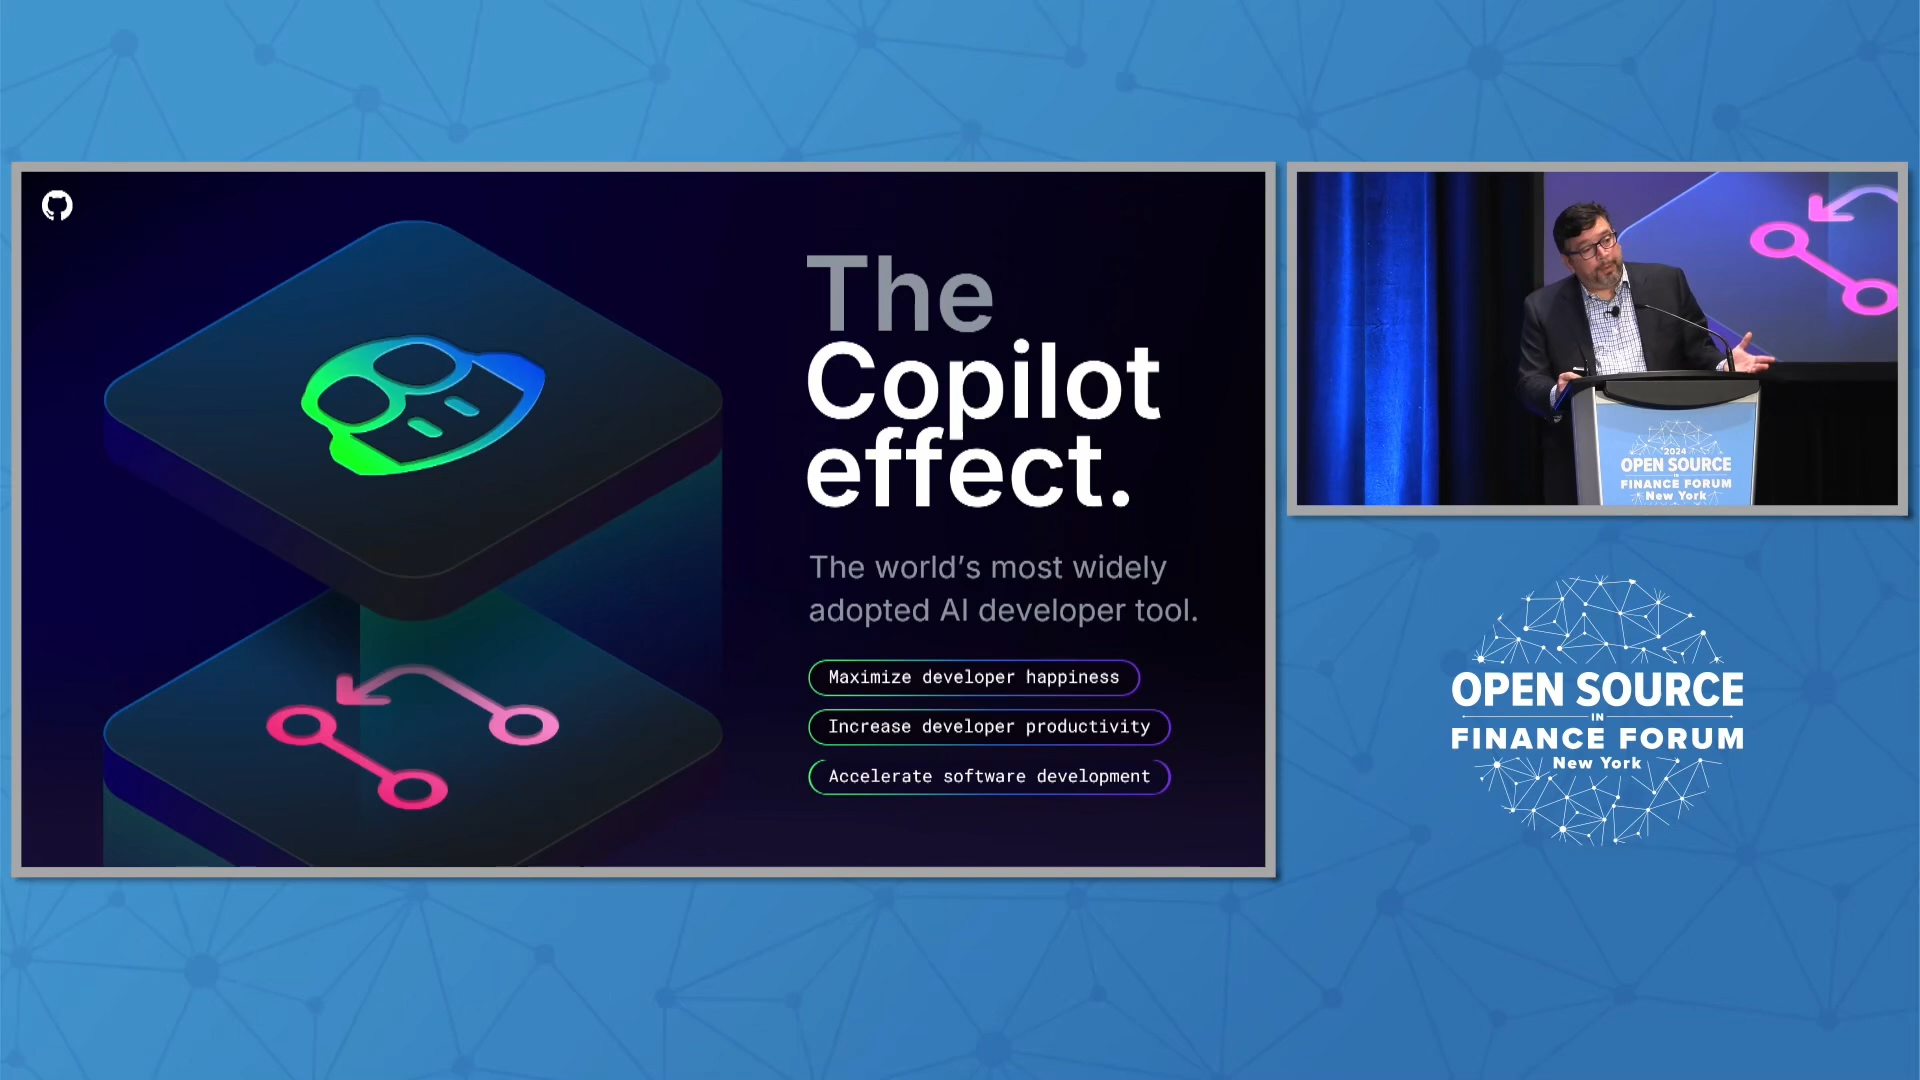 The
Copilot
effect.
The world's most widely
adopted AI developer tool.
Maximize developer happiness
Increase developer productivity
Accelerate software development
2024
OPEN SOURCE
IN
FINANCE FORUM
New York
OPEN SOURCE
IN
FINANCE FORUM
New York